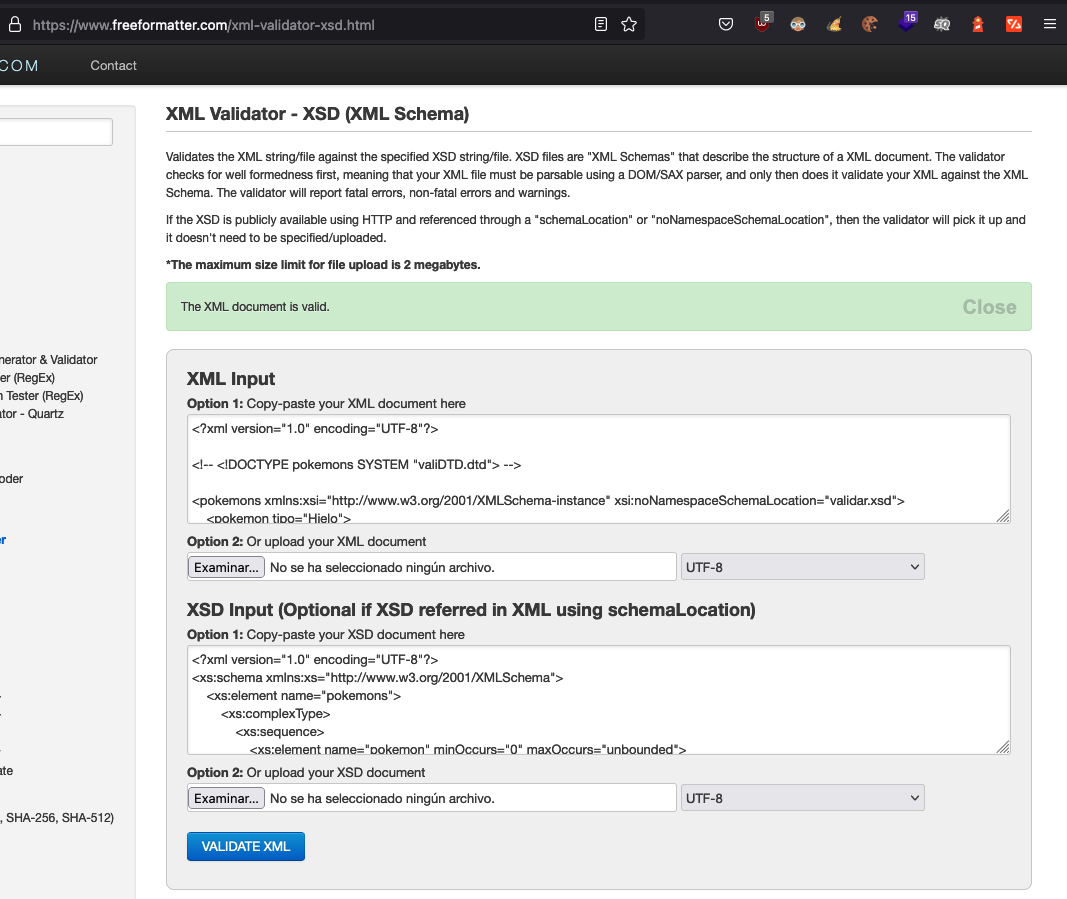 https://www.freeformatter.com/xml-validator-xsd.html
5
15
COM
Contact
XML Validator - XSD (XML Schema)
Validates the XML string/file against the specified XSD string/file. XSD files are "XML Schemas" that describe the structure of a XML document. The validator
checks for well formedness first, meaning that your XML file must be parsable using a DOM/SAX parser, and only then does it validate your XML against the XML
Schema. The validator will report fatal errors, non-fatal errors and warnings.
If the XSD is publicly available using HTTP and referenced through a "schemaLocation" or "noNamespaceSchemaLocation", then the validator will pick it up and
it doesn't need to be specified/uploaded.
*The maximum size limit for file upload is 2 megabytes.
The XML document is valid.
Close
nerator & Validator
er (RegEx)
n Tester (RegEx)
ator - Quartz
oder
er
ate
, SHA-256, SHA-512)
XML Input
Option 1: Copy-paste your XML document here
<?xml version="1.0" encoding="UTF-8"?>
<!-- <!DOCTYPE pokemons SYSTEM "valiDTD.dtd"> -->
<pokemons xmlns:xsi="http://www.w3.org/2001/XMLSchema-instance" xsi:noNamespaceSchemaLocation="validar.xsd">
<pokemon tipo="Hielo">
Option 2: Or upload your XML document
Examinar... No se ha seleccionado ningún archivo. UTF-8
XSD Input (Optional if XSD referred in XML using schemaLocation)
Option 1: Copy-paste your XSD document here
<?xml version="1.0" encoding="UTF-8"?>
<xs:schema xmlns:xs="http://www.w3.org/2001/XMLSchema">
<xs:element name="pokemons">
<xs:complexType>
<xs:sequence>
<xs:element name="pokemon" minOccurs="0" maxOccurs="unbounded">
Option 2: Or upload your XSD document
Examinar... No se ha seleccionado ningún archivo. UTF-8
VALIDATE XML